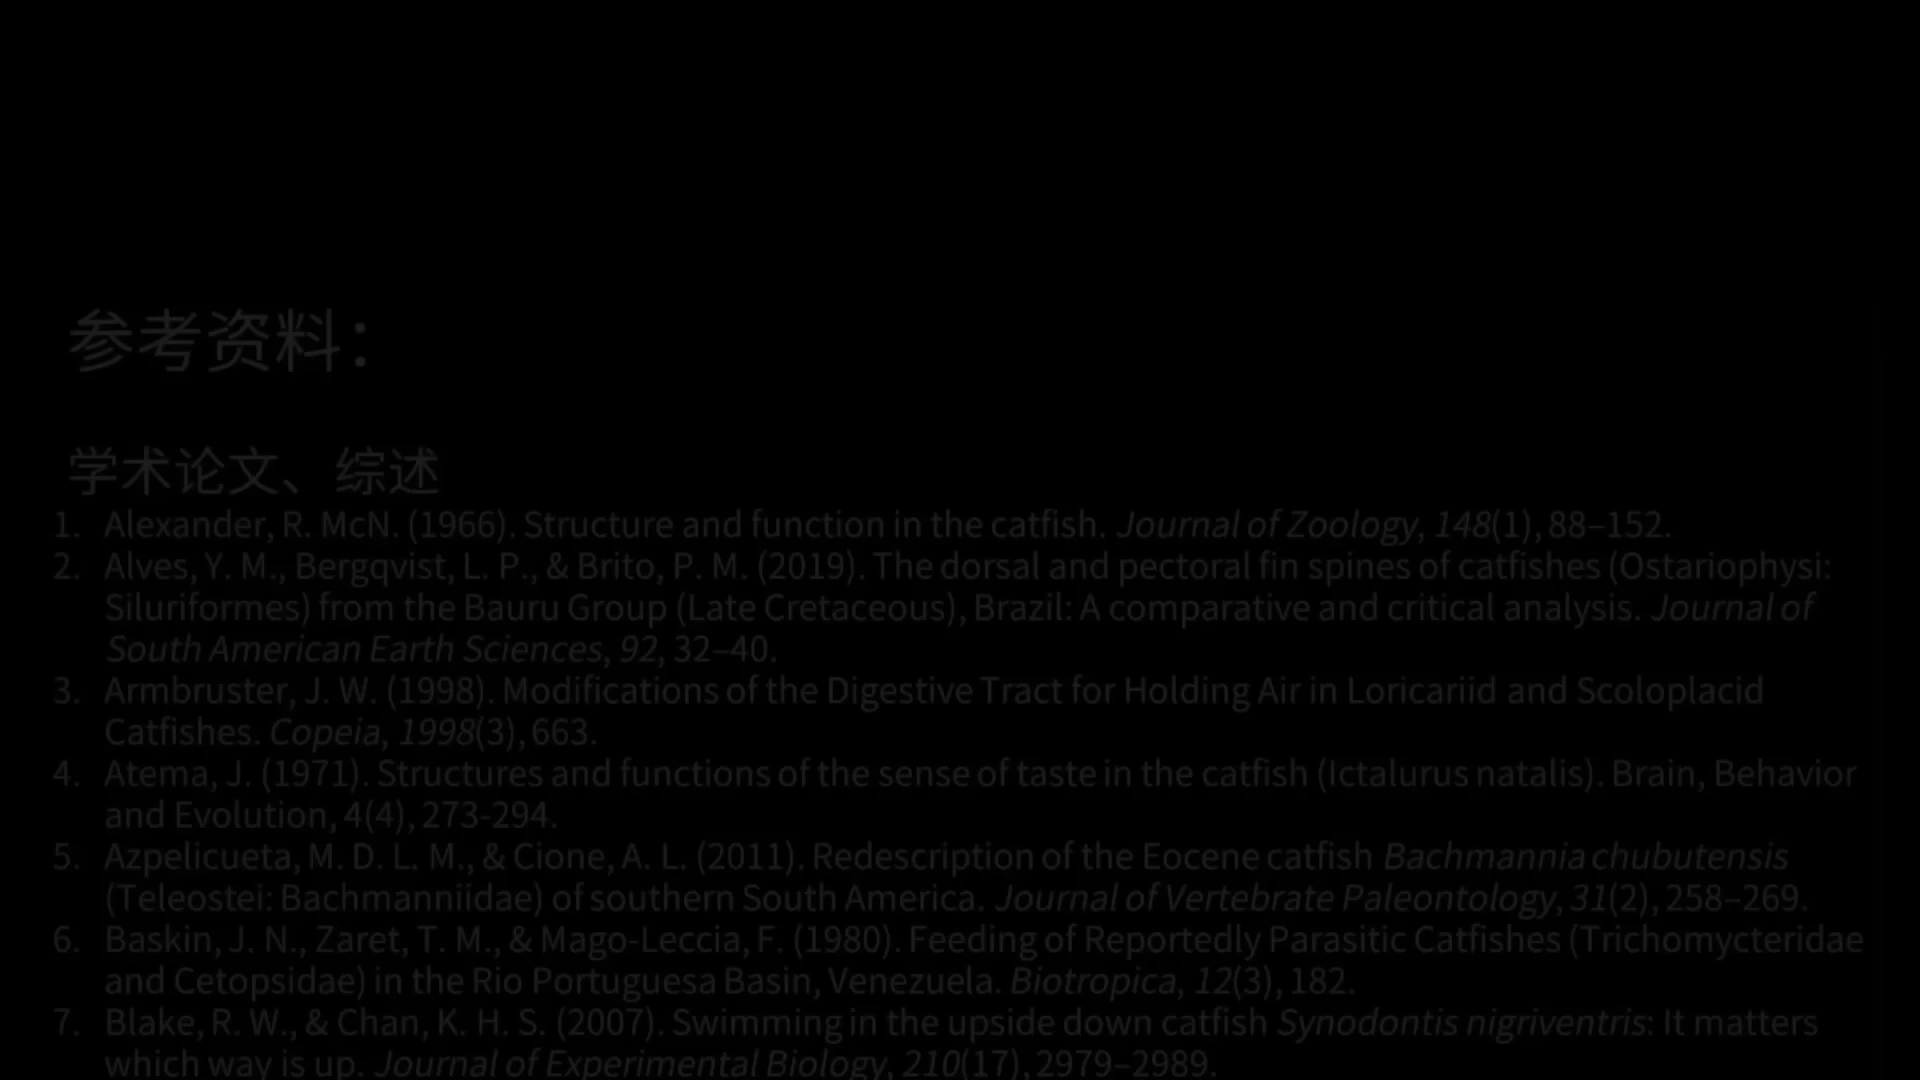 参考资料：
学术论文、综述
1. Alexander, R. McN. (1966). Structure and function in the catfish. Journal of Zoology, 148(1), 88–152.
2. Alves, Y. M., Bergqvist, L. P., & Brito, P. M. (2019). The dorsal and pectoral fin spines of catfishes (Ostariophysi:
Siluriformes) from the Bauru Group (Late Cretaceous), Brazil: A comparative and critical analysis. Journal of
South American Earth Sciences, 92, 32–40.
3. Armbruster, J. W. (1998). Modifications of the Digestive Tract for Holding Air in Loricariid and Scoloplacid
Catfishes. Copeia, 1998(3), 663.
4. Atema, J. (1971). Structures and functions of the sense of taste in the catfish (Ictalurus natalis). Brain, Behavior
and Evolution, 4(4), 273-294.
5. Azpelicueta, M. D. L. M., & Cione, A. L. (2011). Redescription of the Eocene catfish Bachmannia chubutensis
(Teleostei: Bachmanniidae) of southern South America. Journal of Vertebrate Paleontology, 31(2), 258–269.
6. Baskin, J. N., Zaret, T. M., & Mago-Leccia, F. (1980). Feeding of Reportedly Parasitic Catfishes (Trichomycteridae
and Cetopsidae) in the Rio Portuguesa Basin, Venezuela. Biotropica, 12(3), 182.
7. Blake, R. W., & Chan, K. H. S. (2007). Swimming in the upside down catfish Synodontis nigriventris: It matters
which way is up. Journal of Experimental Biology, 210(17), 2979–2989.